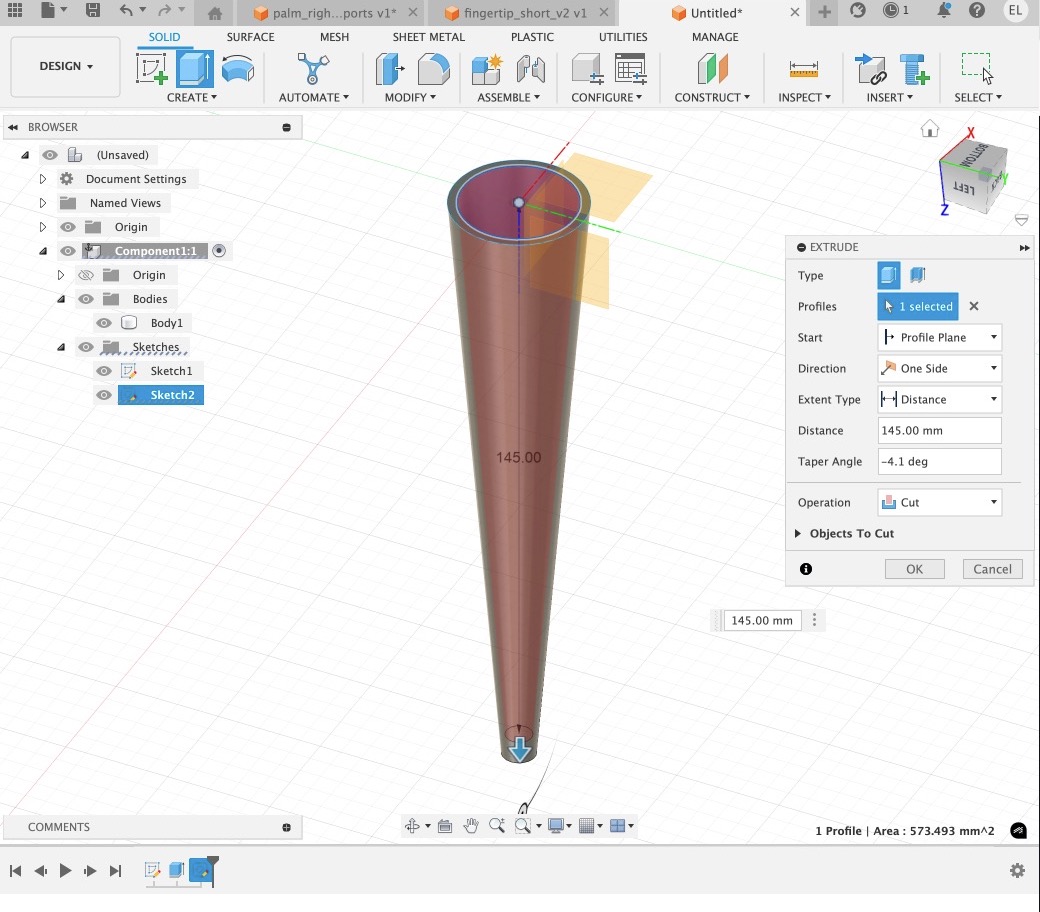 palm_righ...ports v1*
fingertip_short_v2 v1
Untitled*
1
EL
SOLID
SURFACE
MESH
SHEET METAL
PLASTIC
UTILITIES
MANAGE
DESIGN
CREATE
AUTOMATE
MODIFY
ASSEMBLE
CONFIGURE
CONSTRUCT
INSPECT
INSERT
SELECT
BROWSER
(Unsaved)
Document Settings
Named Views
Origin
Component1:1
Origin
Bodies
Body1
Sketches
Sketch1
Sketch2
X
BOTTOM
LEFT
Y
Z
145.00
EXTRUDE
Type
Profiles
1 selected
Start
Profile Plane
Direction
One Side
Extent Type
Distance
Distance
145.00 mm
Taper Angle
-4.1 deg
Operation
Cut
Objects To Cut
OK
Cancel
145.00 mm
COMMENTS
1 Profile | Area : 573.493 mm^2